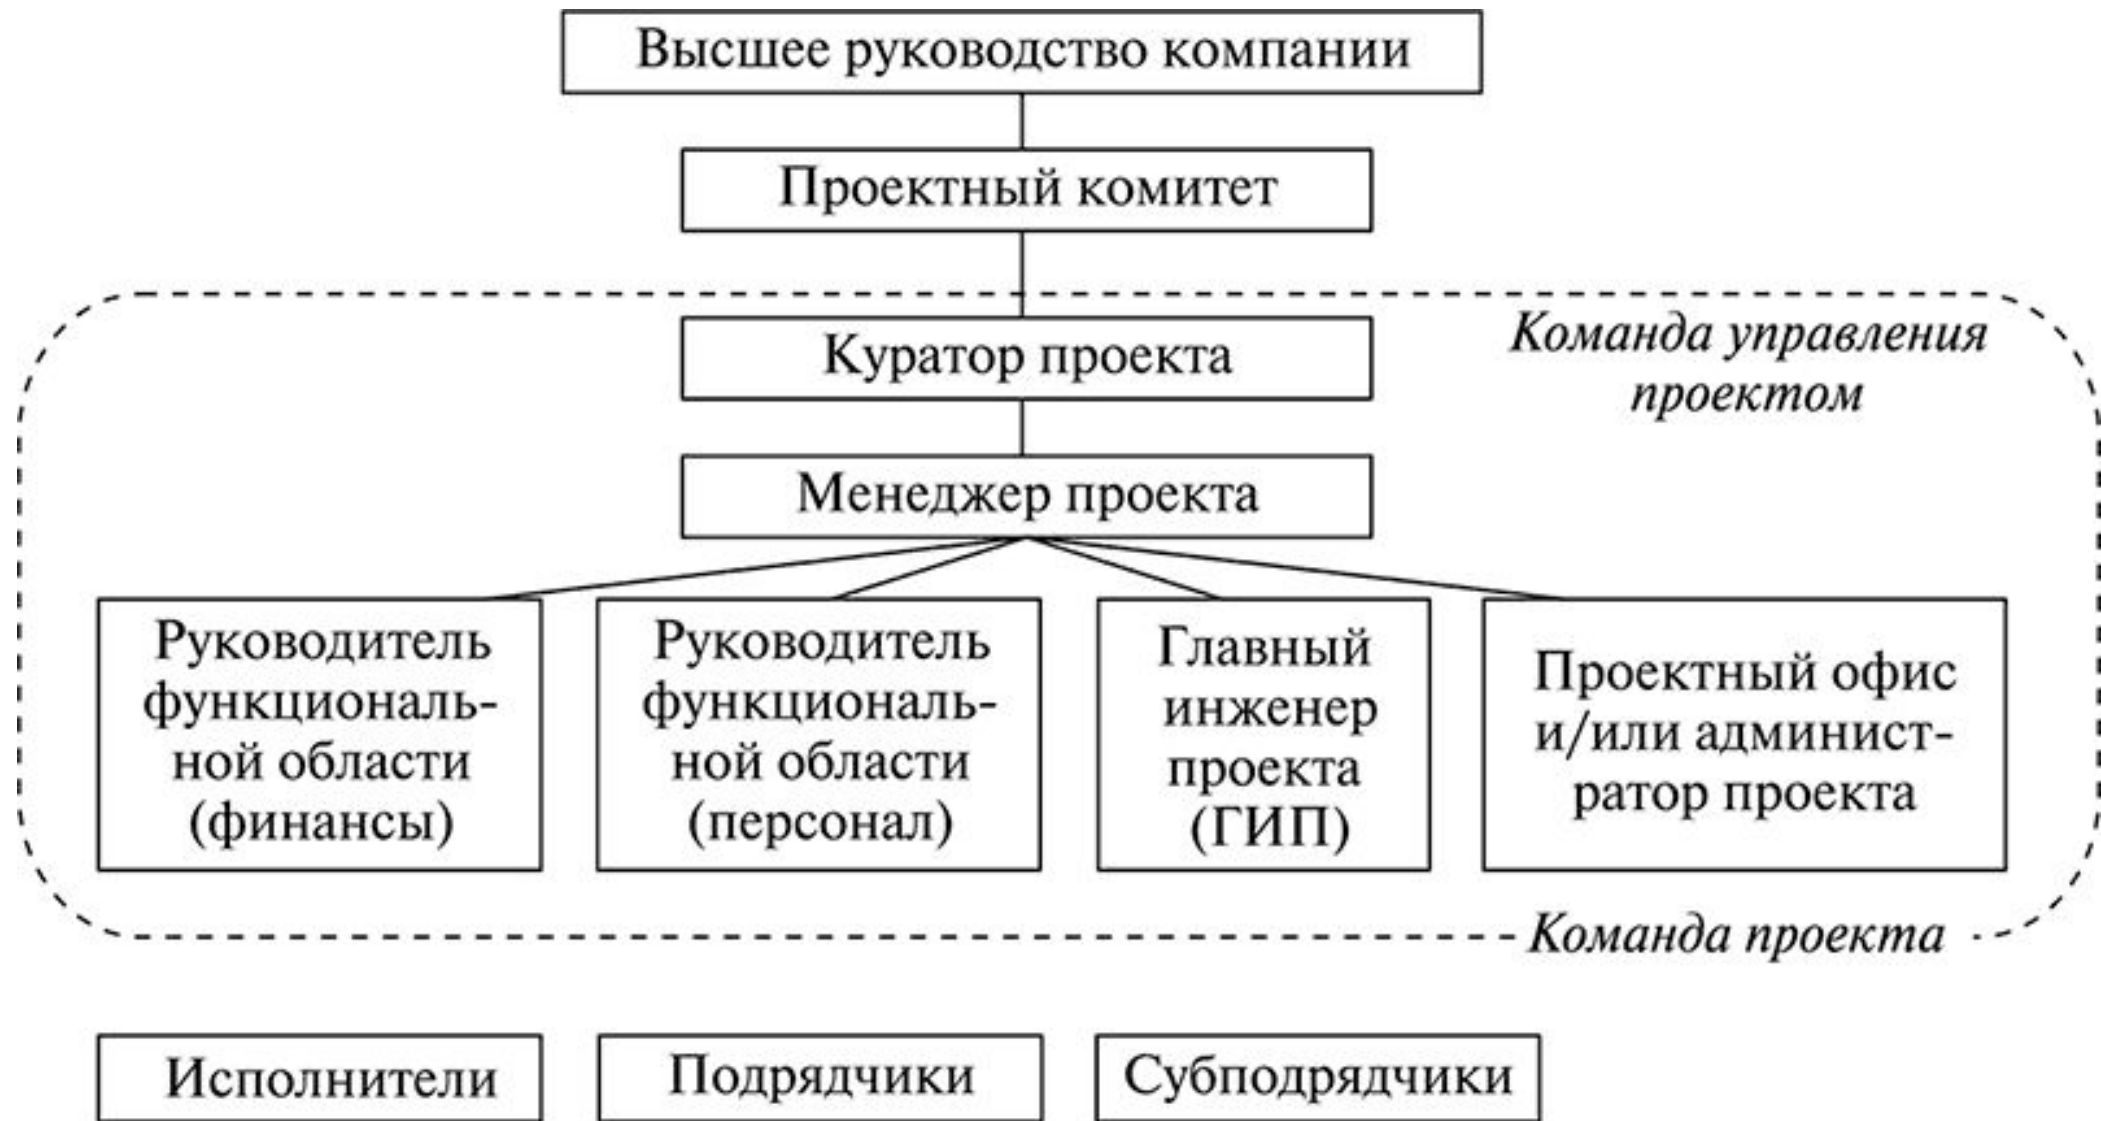 Высшее руководство компании
Проектный комитет
Куратор проекта
Команда управления
проектом
Менеджер проекта
Руководитель
функциональ-
ной области
(финансы)
Руководитель
функциональ-
ной области
(персонал)
Главный
инженер
проекта
(ГИП)
Проектный офис
и/или админист-
ратор проекта
Команда проекта
Исполнители
Подрядчики
Субподрядчики